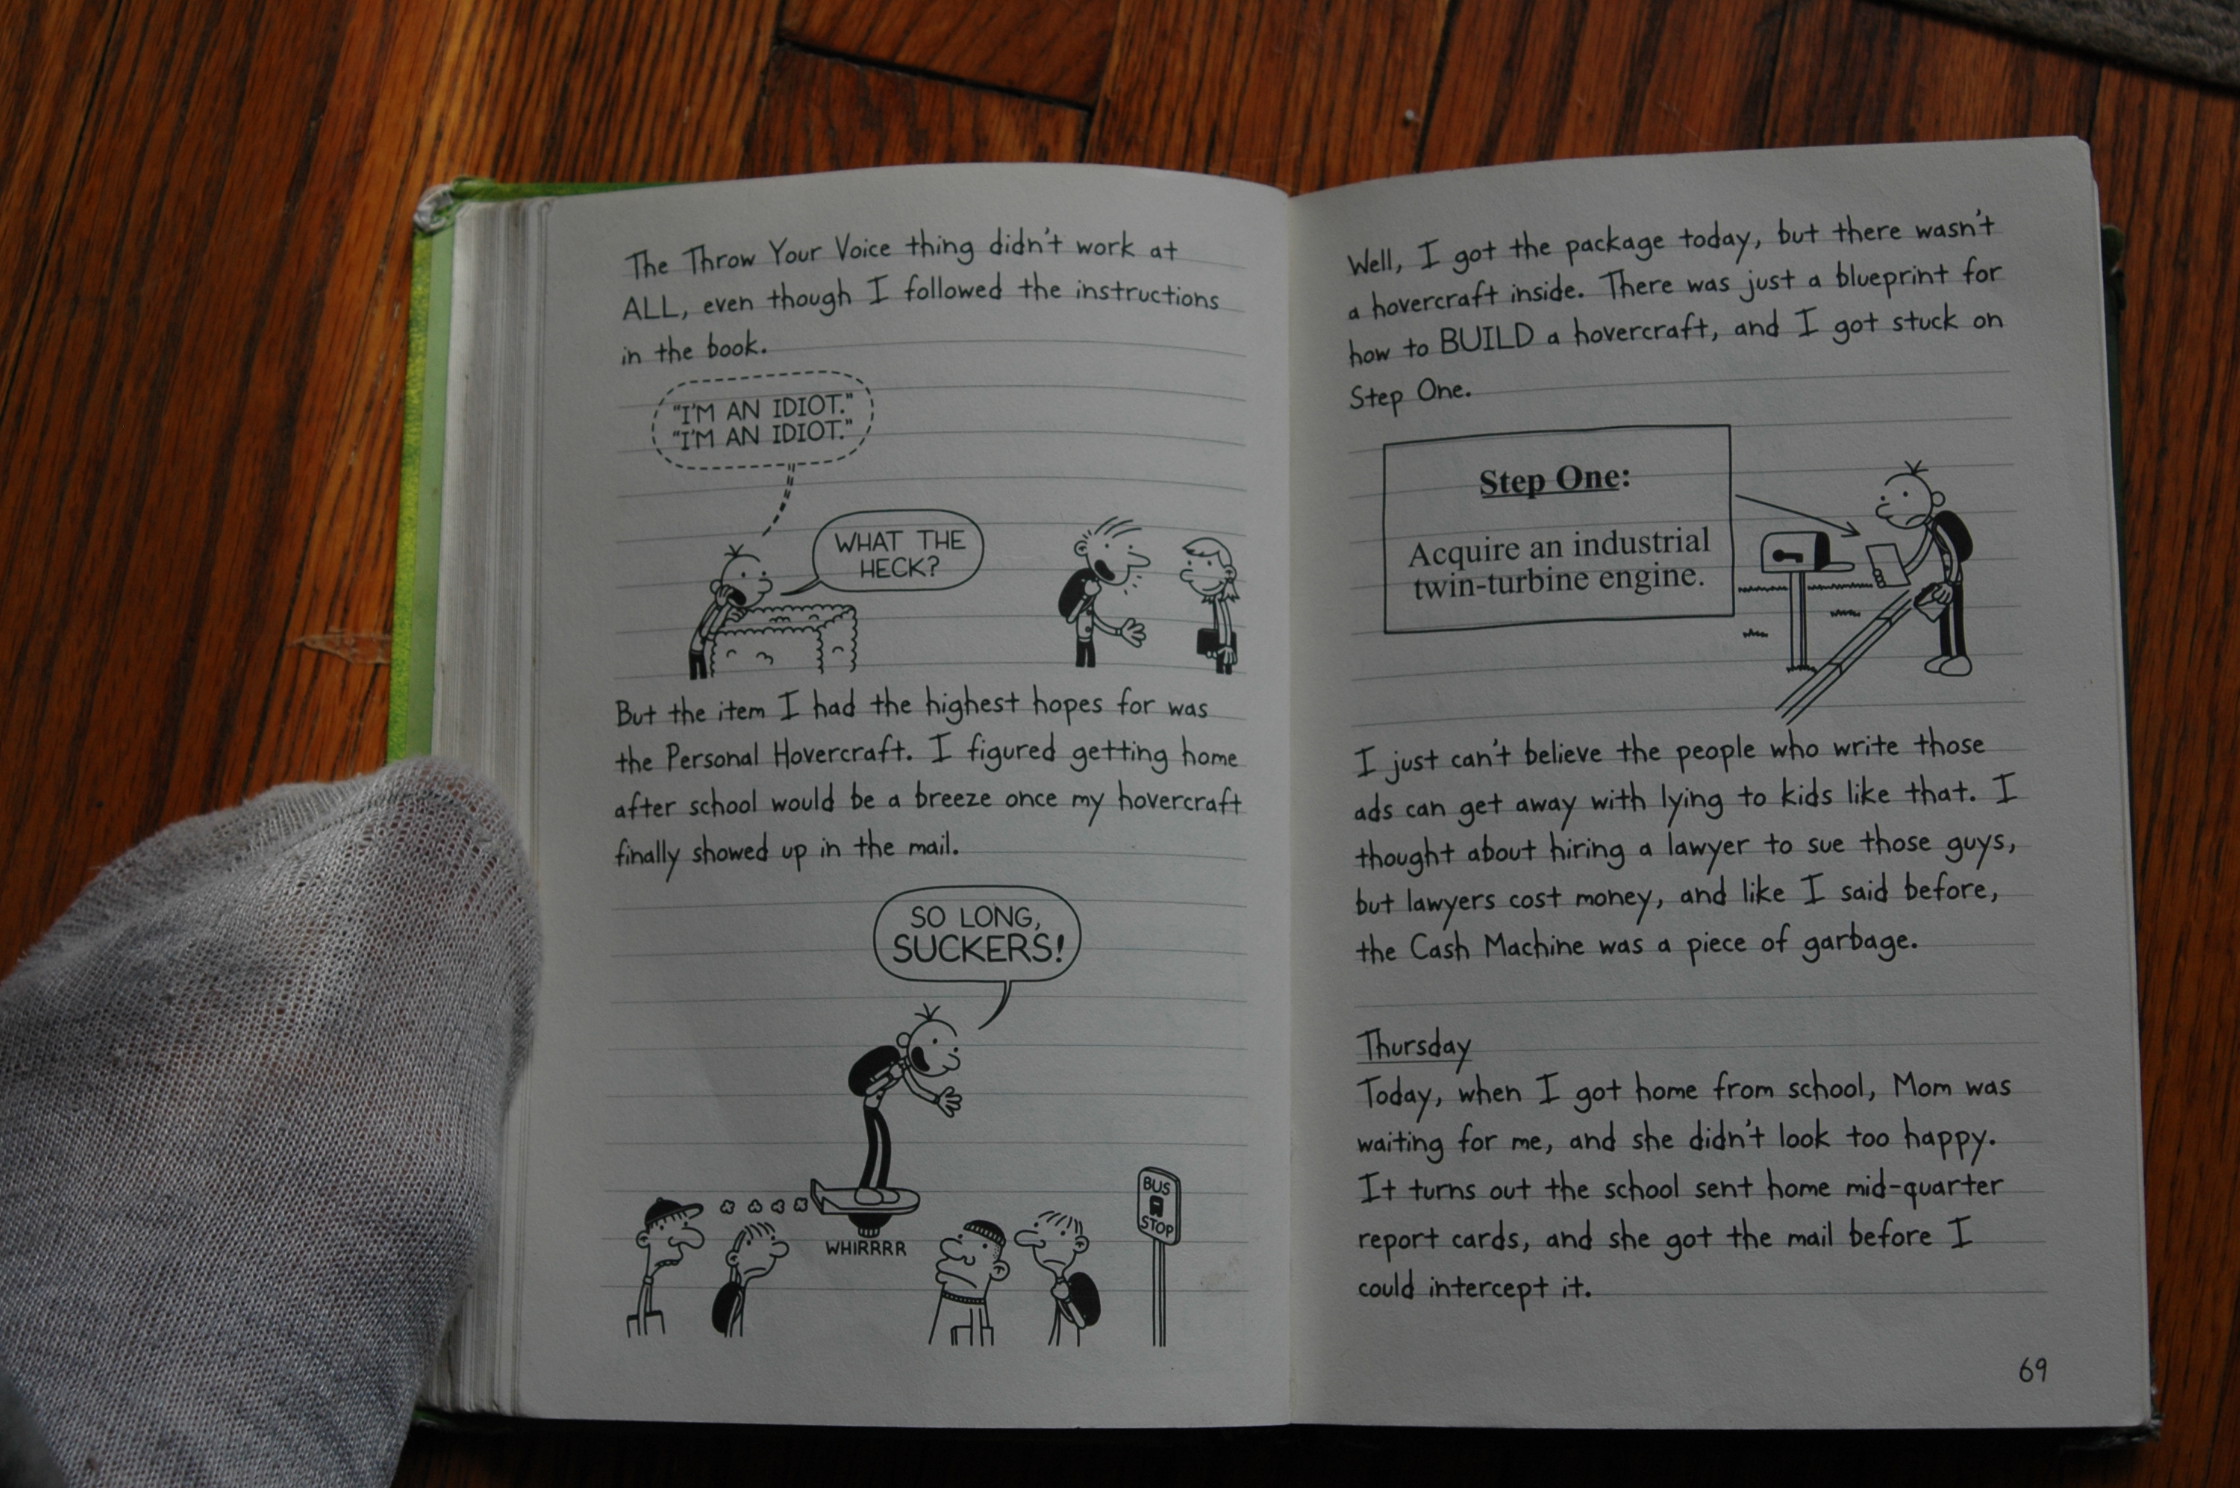 The Throw Your Voice thing didn't work at
ALL, even though I followed the instructions
in the book.
"I'M AN IDIOT."
"I'M AN IDIOT."
WHAT THE
HECK?
But the item I had the highest hopes for was
the Personal Hovercraft. I figured getting home
after school would be a breeze once my hovercraft
finally showed up in the mail.
SO LONG,
SUCKERS!
WHIRRRR
BUS
STOP
Well, I got the package today, but there wasn't
a hovercraft inside. There was just a blueprint for
how to BUILD a hovercraft, and I got stuck on
Step One.
Step One:
Acquire an industrial
twin-turbine engine.
I just can't believe the people who write those
ads can get away with lying to kids like that. I
thought about hiring a lawyer to sue those guys,
but lawyers cost money, and like I said before,
the Cash Machine was a piece of garbage.
Thursday
Today, when I got home from school, Mom was
waiting for me, and she didn't look too happy.
It turns out the school sent home mid-quarter
report cards, and she got the mail before I
could intercept it.
69